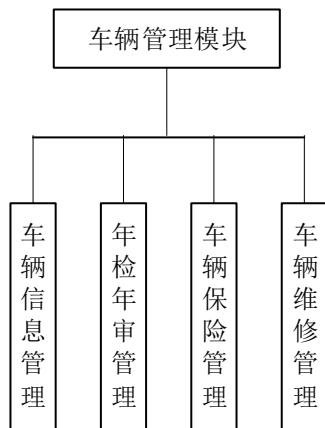 车辆管理模块
车辆信息管理
年检年审管理
车辆保险管理
车辆维修管理